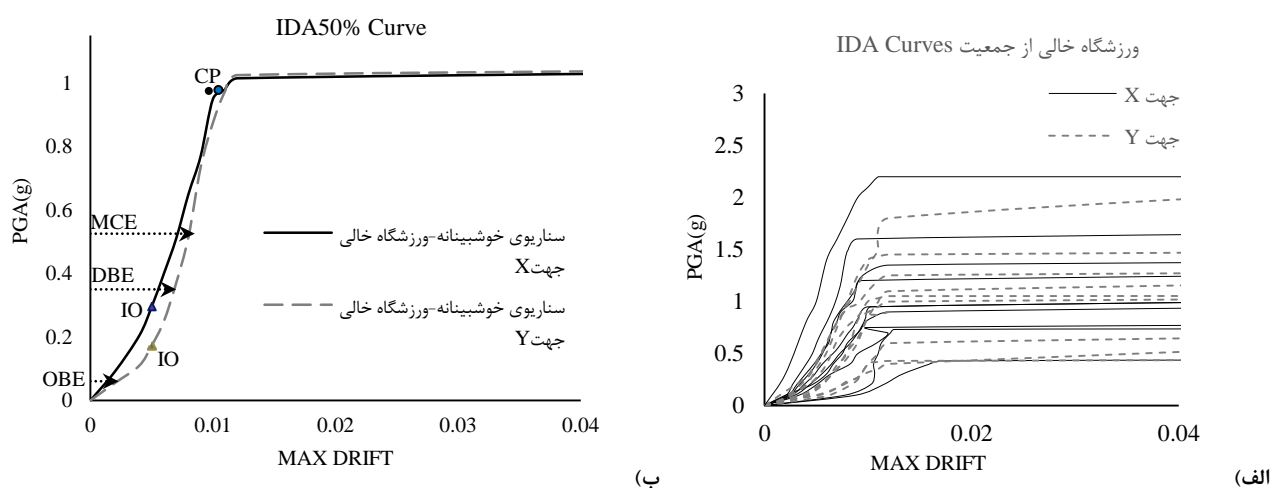 IDA50% Curve
PGA(g)
1
0.8
0.6
0.4
0.2
0
CP
MCE
DBE
IO
IO
OBE
سناریوی خوشبینانه-ورزشگاه خالی
جهتX
سناریوی خوشبینانه-ورزشگاه خالی
جهتY
0 0.01 0.02 0.03 0.04
MAX DRIFT
ب)
ورزشگاه خالی از جمعیت IDA Curves
جهت X
جهت Y
PGA(g)
3
2.5
2
1.5
1
0.5
0
0 0.02 0.04
MAX DRIFT
الف)